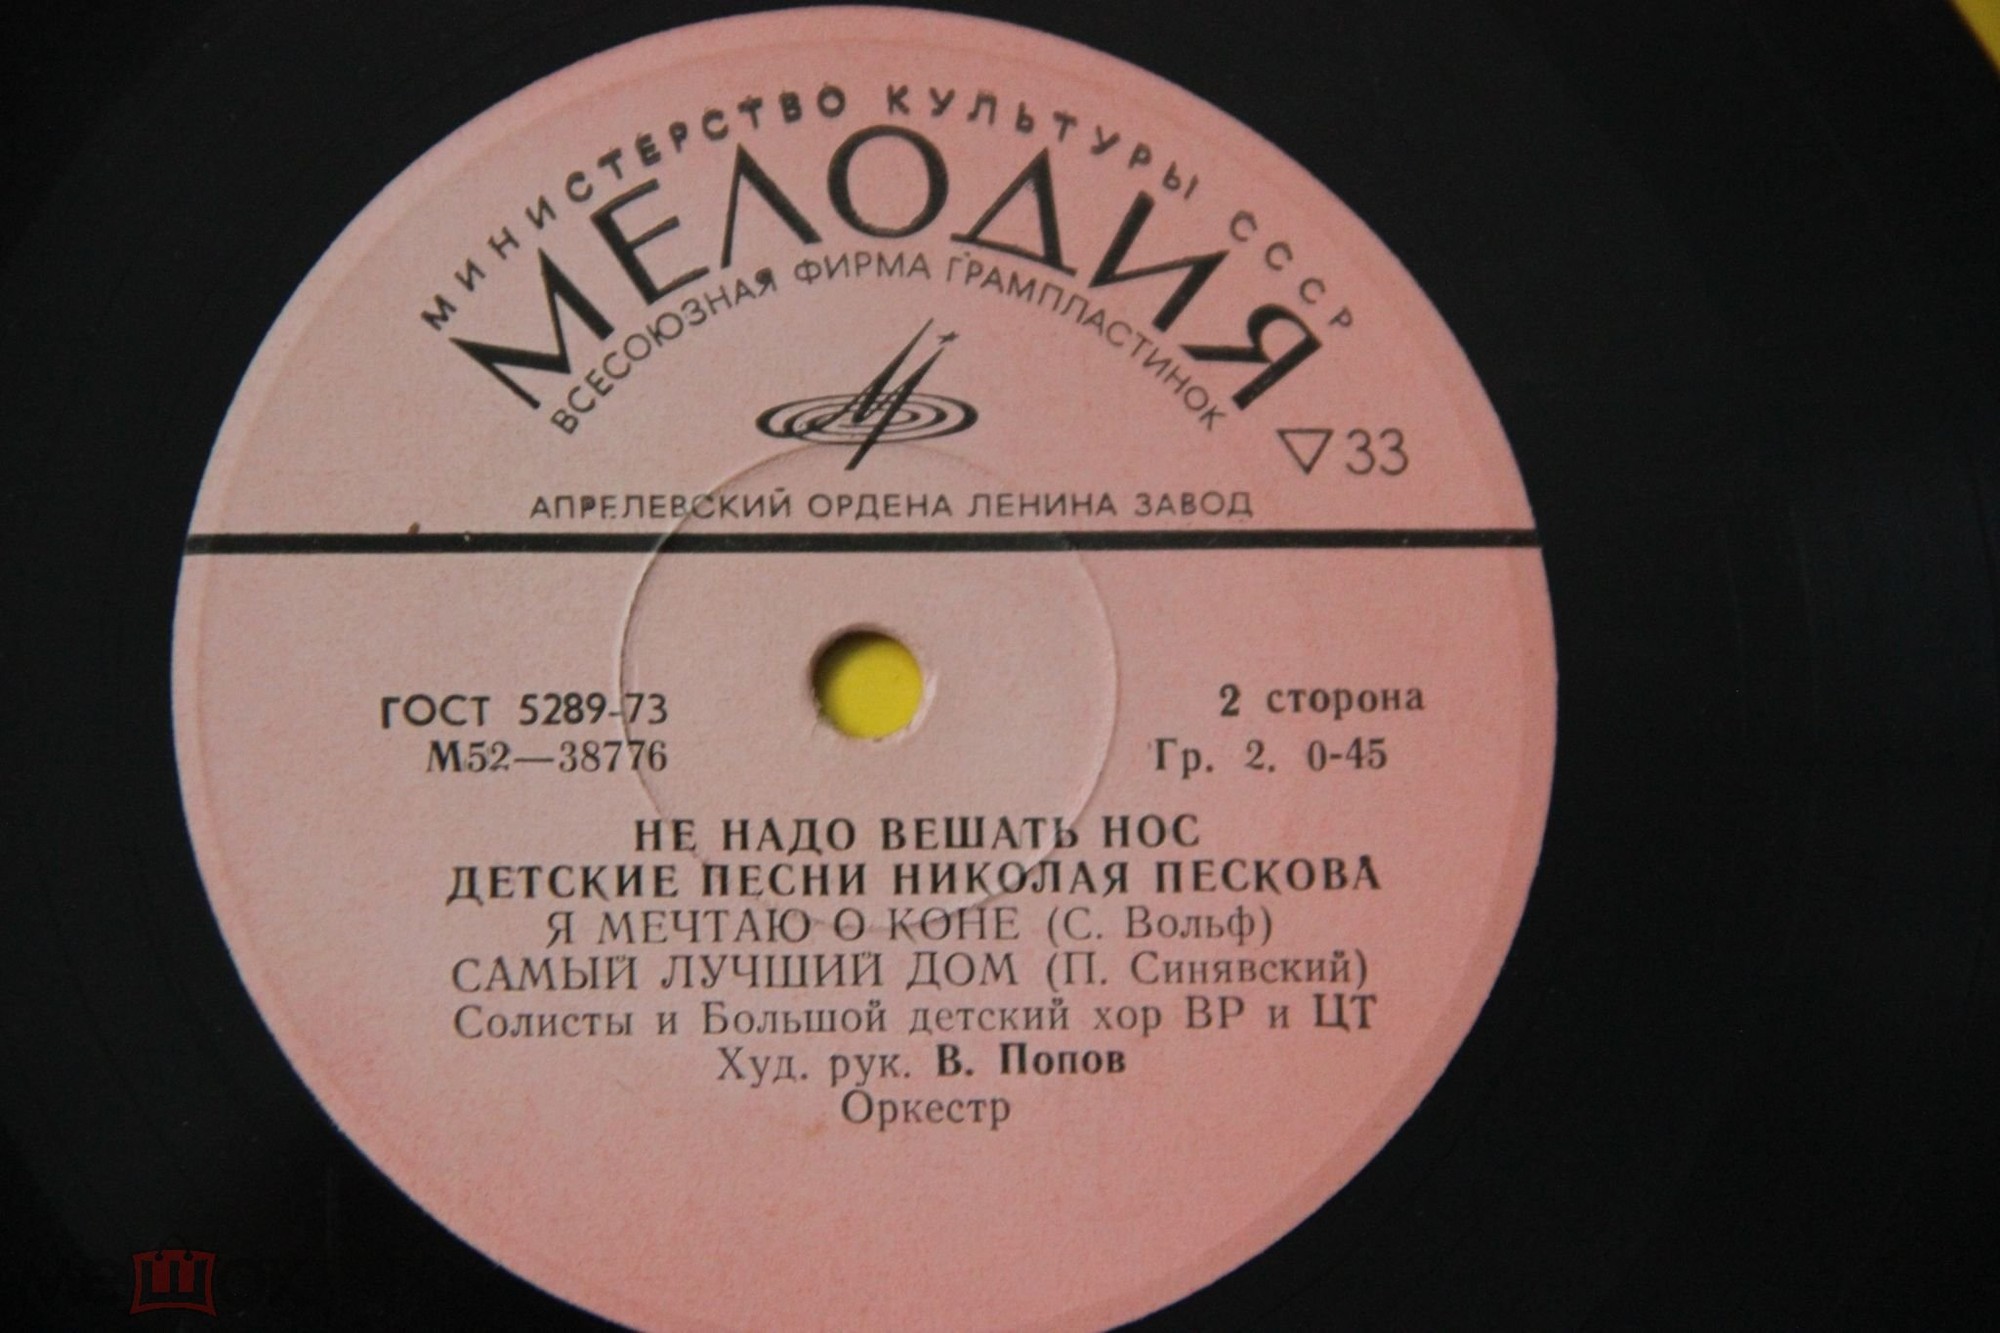 МИНИСТЕРСТВО КУЛЬТУРЫ СССР
МЕЛОДИЯ
ВСЕСОЮЗНАЯ ФИРМА ГРАМПЛАСТИНОК
33
АПРЕЛЕВСКИЙ ОРДЕНА ЛЕНИНА ЗАВОД
ГОСТ 5289-73
2 сторона
М52—38776
Гр. 2. 0-45
НЕ НАДО ВЕШАТЬ НОС
ДЕТСКИЕ ПЕСНИ НИКОЛАЯ ПЕСКОВА
Я МЕЧТАЮ О КОНЕ (С. Вольф)
САМЫЙ ЛУЧШИЙ ДОМ (П. Синявский)
Солисты и Большой детский хор ВР и ЦТ
Худ. рук. В. Попов
Оркестр